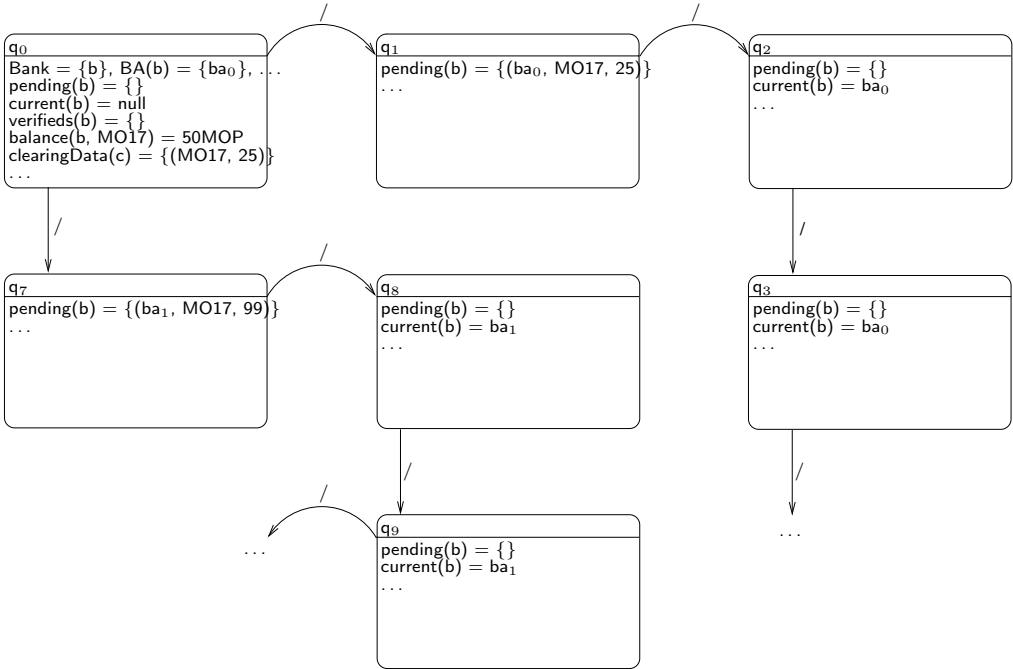 /
/
q₀
Bank = {b}, BA(b) = {ba₀}, ...
pending(b) = {}
current(b) = null
verifieds(b) = {}
balance(b, MO17) = 50MOP
clearingData(c) = {(MO17, 25)}
...
q₁
pending(b) = {(ba₀, MO17, 25)}
...
q₂
pending(b) = {}
current(b) = ba₀
...
/
/
/
q₇
pending(b) = {(ba₁, MO17, 99)}
...
q₈
pending(b) = {}
current(b) = ba₁
...
q₃
pending(b) = {}
current(b) = ba₀
...
/
/
/
...
q₉
pending(b) = {}
current(b) = ba₁
...
...